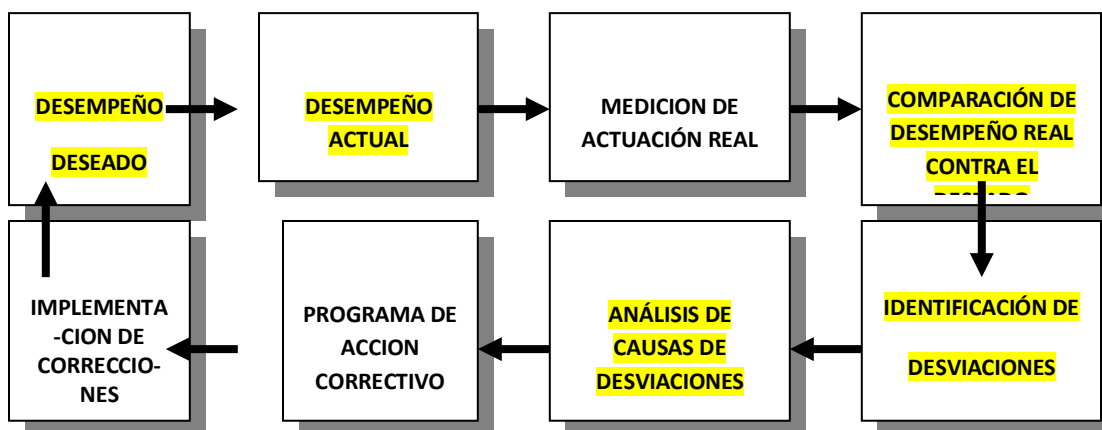 DESEMPEÑO
DESEADO
DESEMPEÑO
ACTUAL
MEDICION DE
ACTUACIÓN REAL
COMPARACIÓN DE
DESEMPEÑO REAL
CONTRA EL
IDENTIFICACIÓN DE
DESVIACIONES
ANÁLISIS DE
CAUSAS DE
DESVIACIONES
PROGRAMA DE
ACCION
CORRECTIVO
IMPLEMENTA
-CION DE
CORRECCIO-
NES